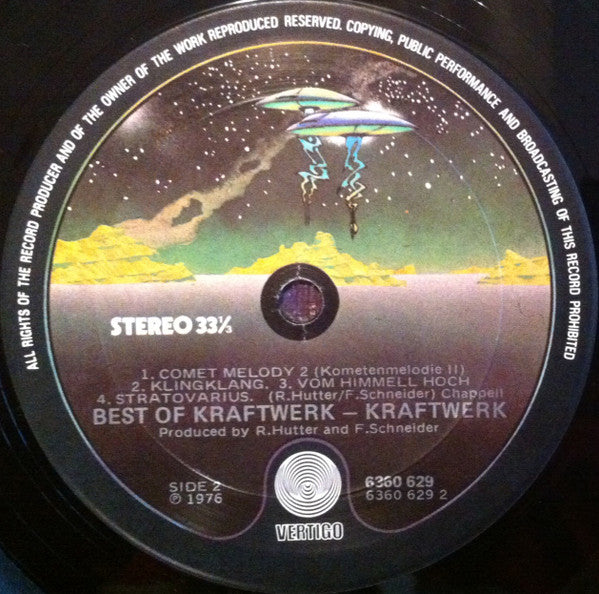 ALL RIGHTS OF THE RECORD PRODUCER AND OF THE OWNER OF THE WORK REPRODUCED RESERVED. COPYING, PUBLIC PERFORMANCE AND BROADCASTING OF THIS RECORD PROHIBITED
STEREO 33⅓
1. COMET MELODY 2 (Kometenmelodie II)
2. KLINGKLANG. 3. VOM HIMMELL HOCH
4. STRATOVARIUS. (R.Hutter/F.Schneider) Chappell
BEST OF KRAFTWERK – KRAFTWERK
Produced by R.Hutter and F.Schneider
SIDE 2
℗ 1976
6360 629
6360 629 2
VERTIGO